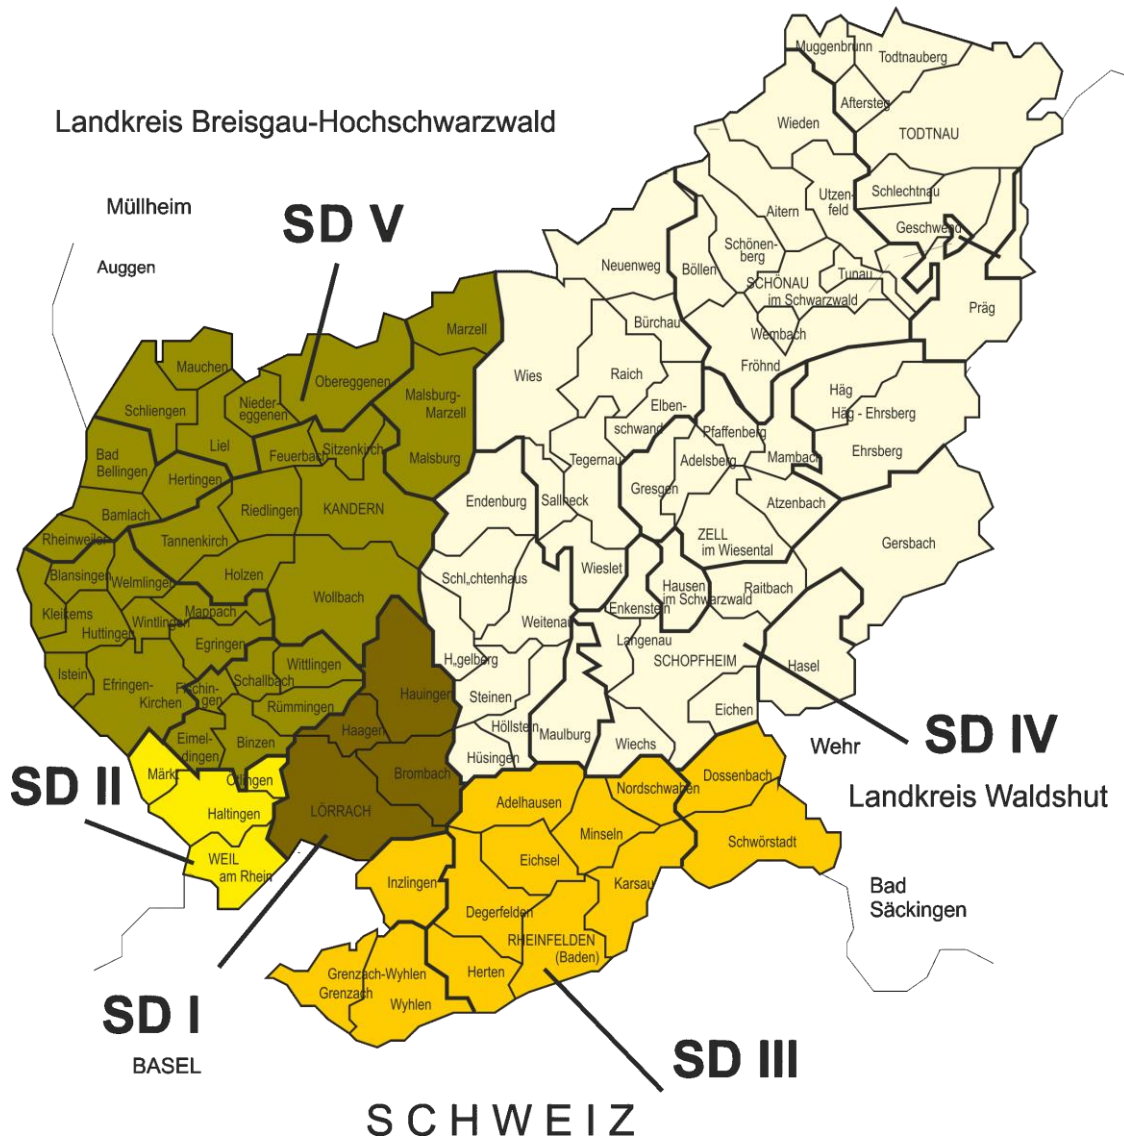 Muggenbrunn
Todtnauberg
Landkreis Breisgau-Hochschwarzwald
Aftersteg
Wieden
TODTNAU
Müllheim
SD V
Utzen-
feld
Schlechtnau
Aitern
Geschwend
Auggen
Neuenweg
Böllen
Schönen-
berg
Tunau
SCHÖNAU
im Schwarzwald
Präg
Marzell
Bürchau
Wembach
Mauchen
Obereggenen
Wies
Raich
Fröhnd
Malsburg-
Marzell
Häg
Nieder-
eggenen
Elben-
schwand
Häg - Ehrsberg
Schliengen
Pfaffenberg
Liel
Feuerbach
Sitzenkirch
Malsburg
Tegernau
Adelsberg
Mambach
Ehrsberg
Bad
Bellingen
Hertingen
Endenburg
Sallneck
Gresgen
Atzenbach
Bamlach
Riedlingen
KANDERN
ZELL
im Wiesental
Gersbach
Rheinweiler
Tannenkirch
Blansingen
Welmlingen
Holzen
Schl„chtenhaus
Wieslet
Hausen
im Schwarzwald
Raitbach
Wollbach
Kleikems
Huttingen
Wintlingen
Mappach
Weitenau
Enkenstein
Langenau
Egringen
H„gelberg
SCHOPFHEIM
Hasel
Istein
Efringen-
Kirchen
Fischin-
gen
Schallbach
Wittlingen
Hauingen
Steinen
Rümmingen
Eichen
Eimel-
dingen
Binzen
Haagen
Höllstein
Maulburg
Wiechs
Hüsingen
SD IV
Wehr
Märkt
Ötlingen
Brombach
Dossenbach
SD II
Nordschwaben
Landkreis Waldshut
Haltingen
LÖRRACH
Adelhausen
Minseln
Schwörstadt
WEIL
am Rhein
Eichsel
Inzlingen
Karsau
Bad
Säckingen
Degerfelden
RHEINFELDEN
(Baden)
Grenzach-Wyhlen
Grenzach
Herten
Wyhlen
SD I
BASEL
SD III
SCHWEIZ